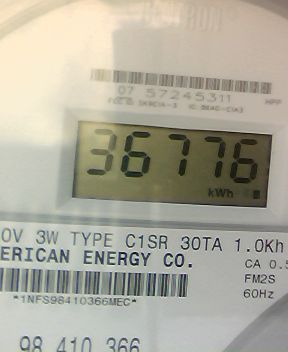 07 57245311
HPP
36776
kWh
0V 3W TYPE C1SR 30TA 1.0Kh
ERICAN ENERGY CO.
CA 0.5
FM2S
60Hz
*1NFS98410366MEC*
98 410 366